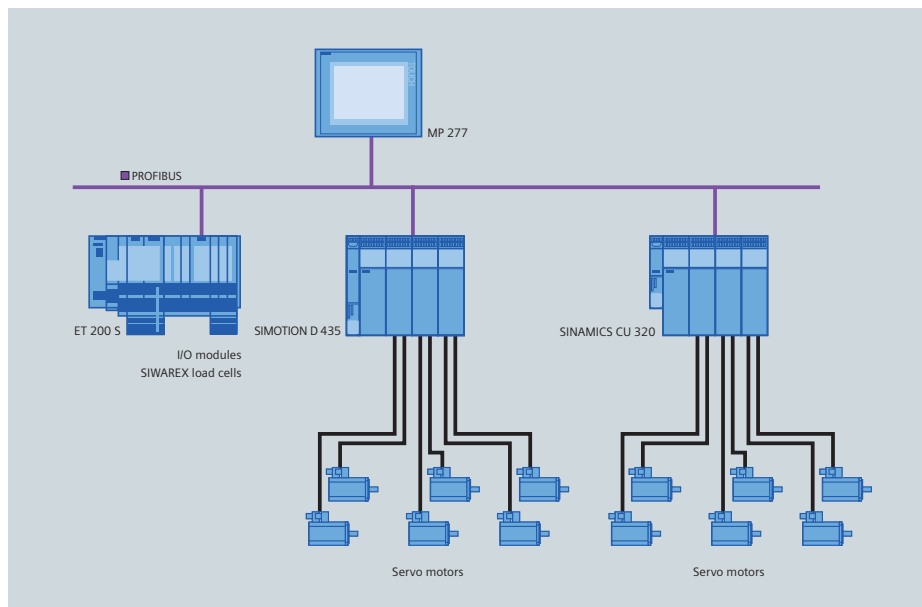 MP 277
PROFIBUS
ET 200 S
SIMOTION D 435
SINAMICS CU 320
I/O modules
SIWAREX load cells
Servo motors
Servo motors